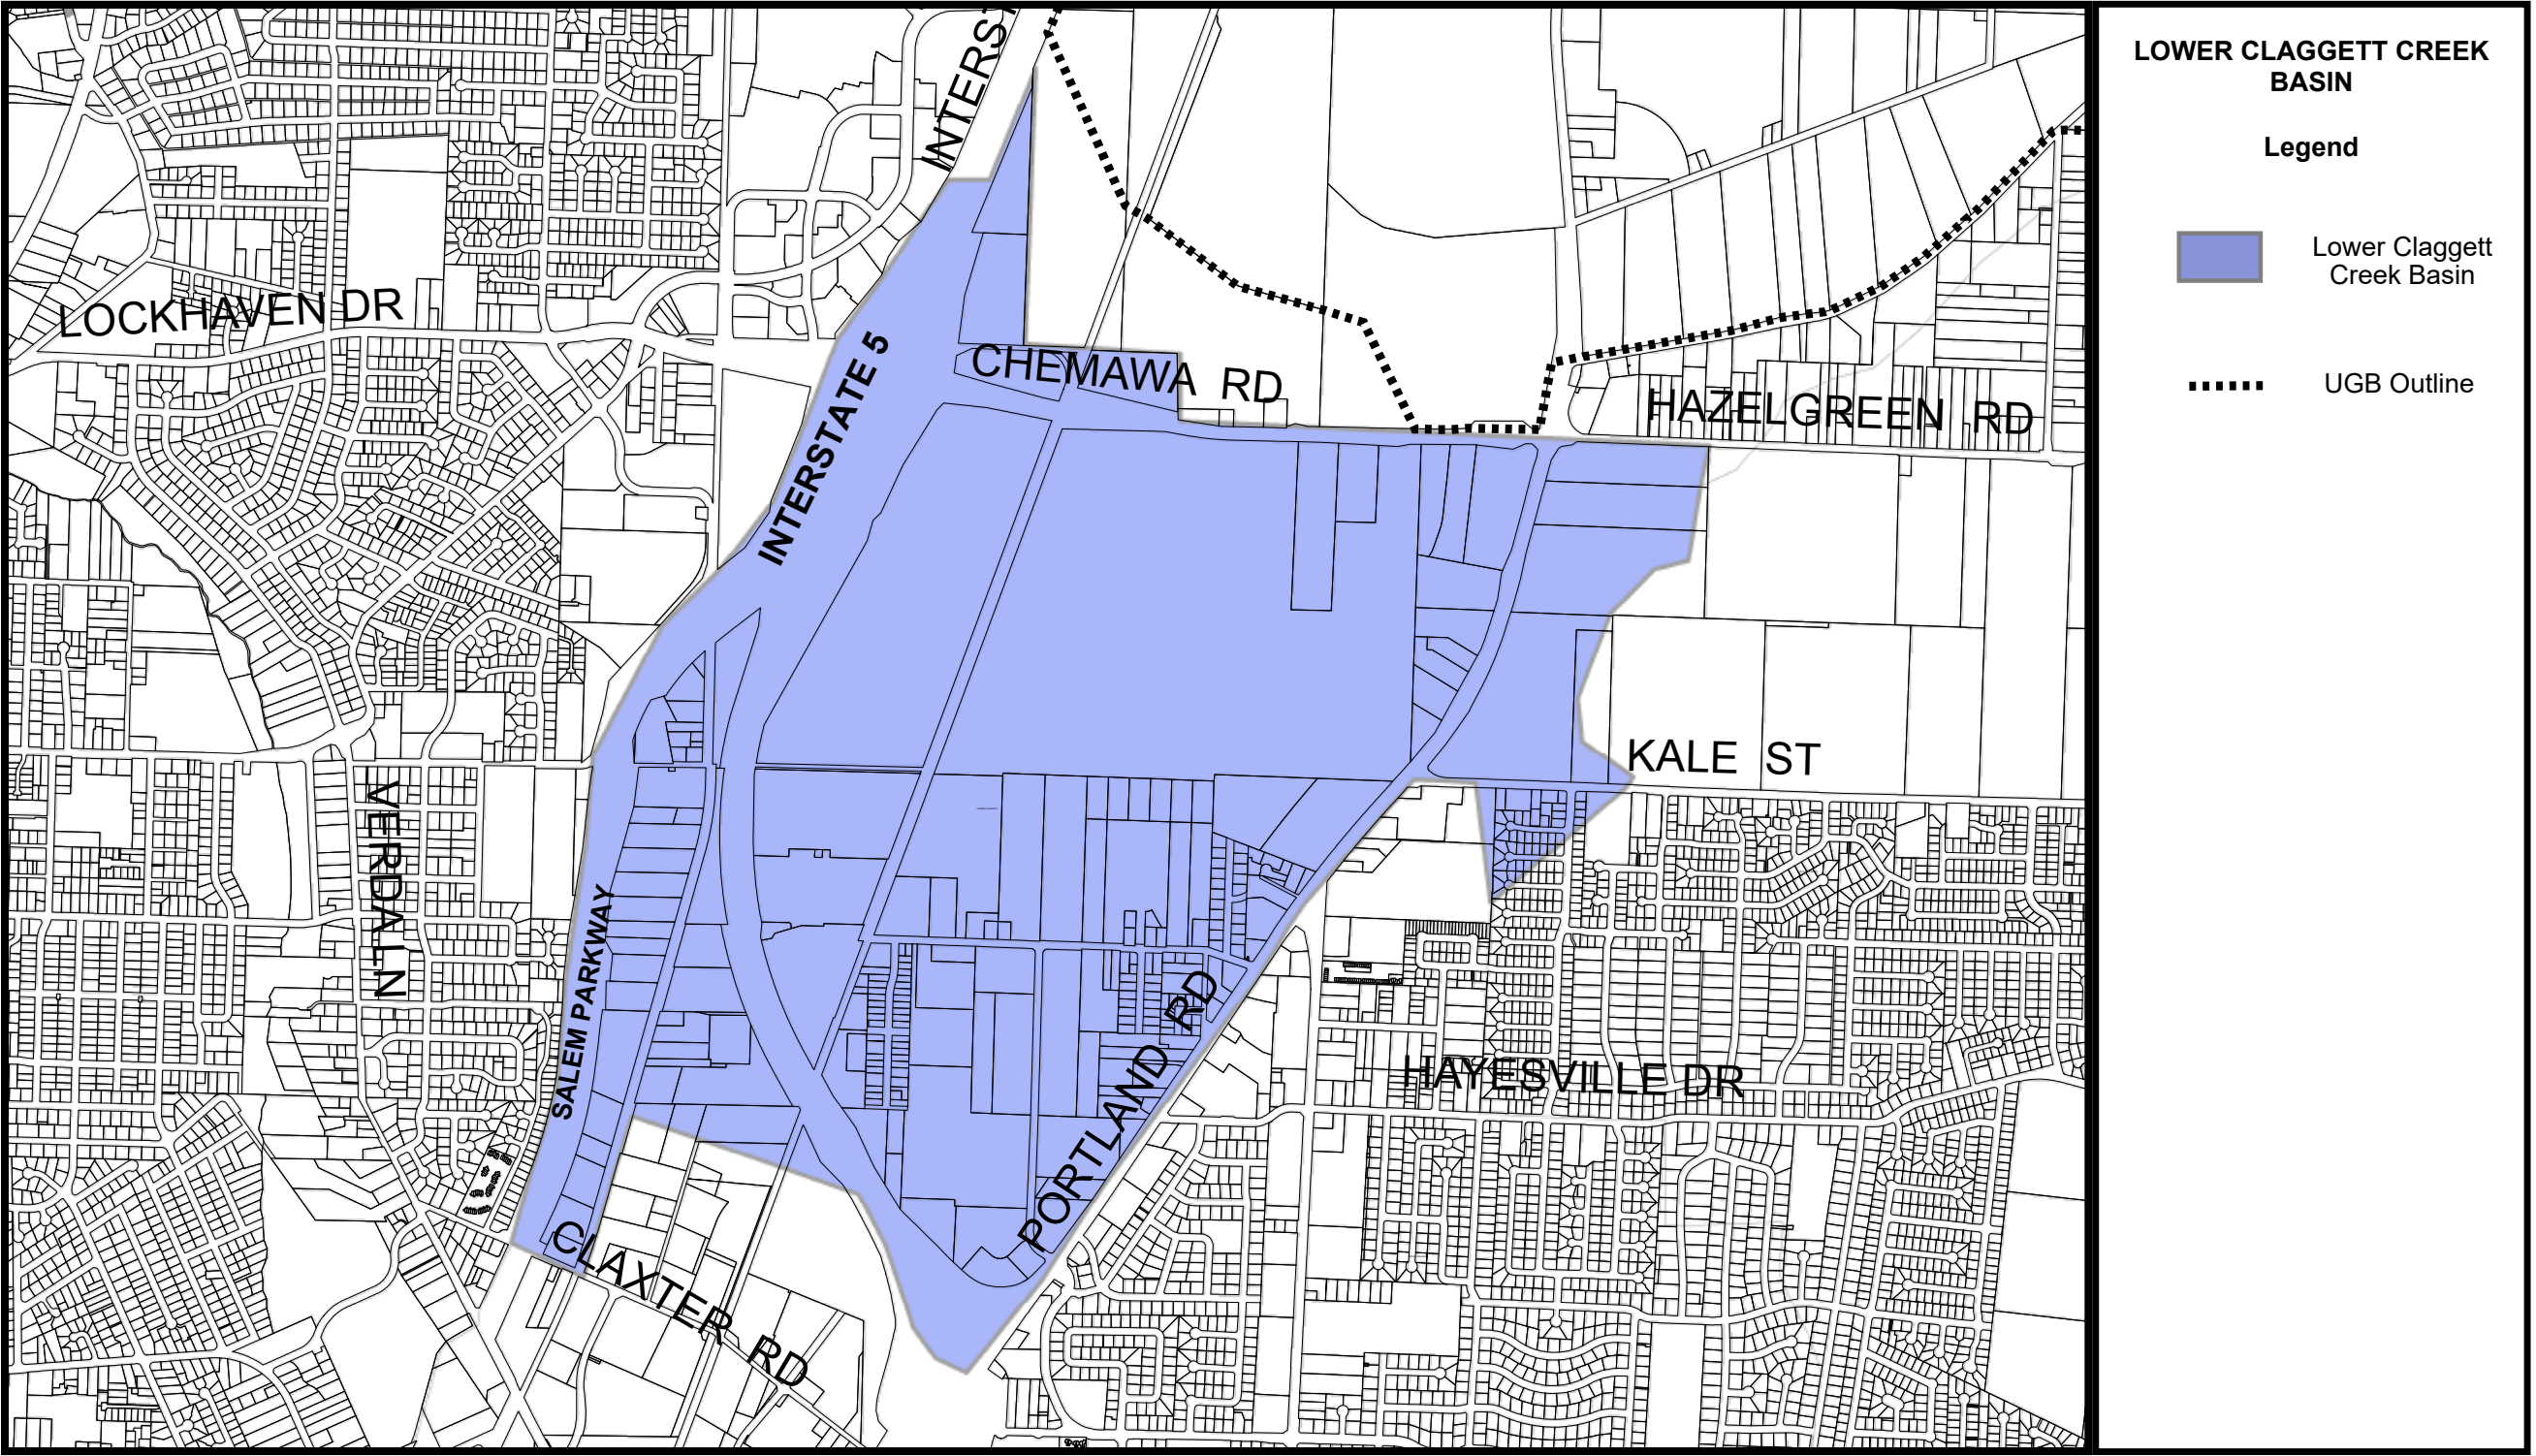 INTERST
LOCKHAVEN DR
INTERSTATE 5
CHEMAWA RD
HAZELGREEN RD
KALE ST
VERDA LN
SALEM PARKWAY
PORTLAND RD
HAYESVILLE DR
CLAXTER RD
LOWER CLAGGETT CREEK
BASIN
Legend
Lower Claggett
Creek Basin
UGB Outline